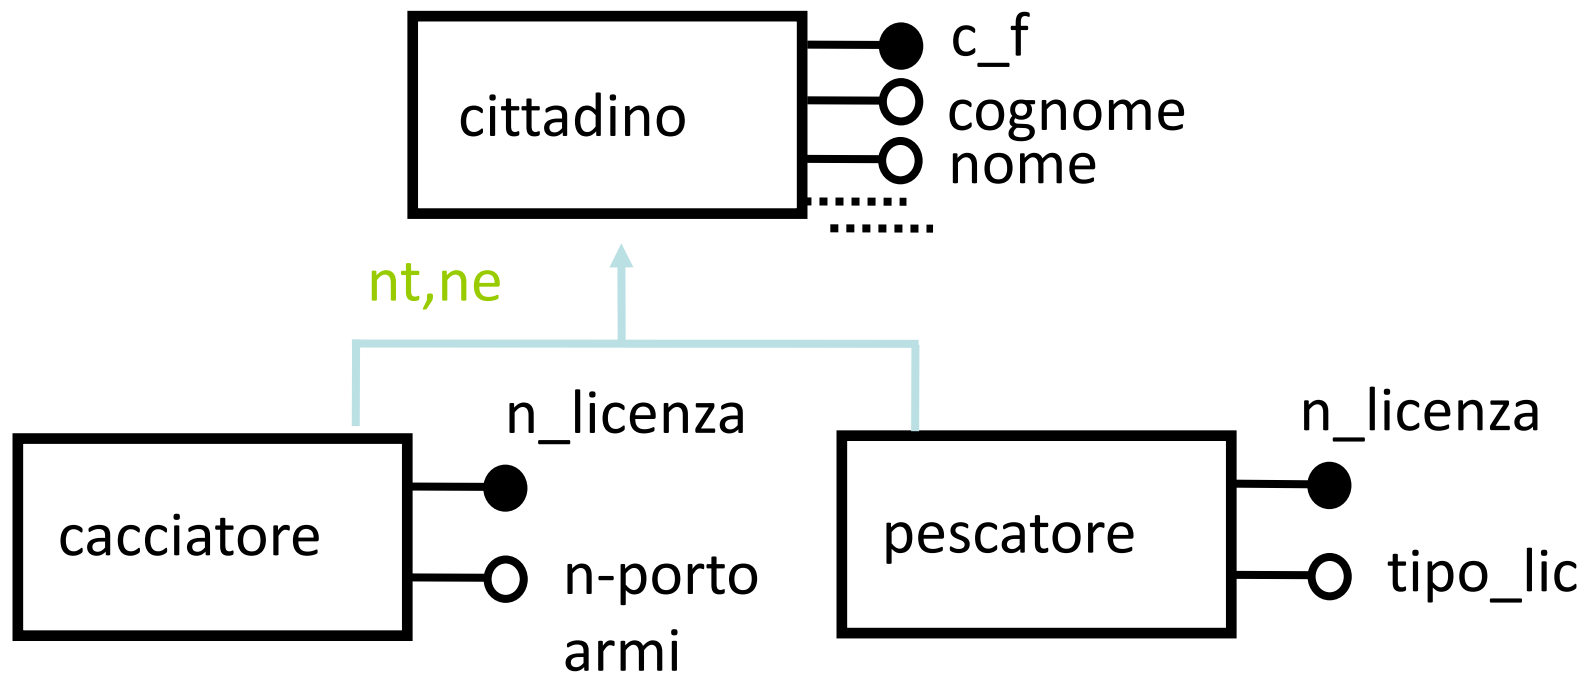 cittadino
c_f
cognome
nome
nt,ne
n_licenza
cacciatore
n-porto
armi
n_licenza
pescatore
tipo_lic